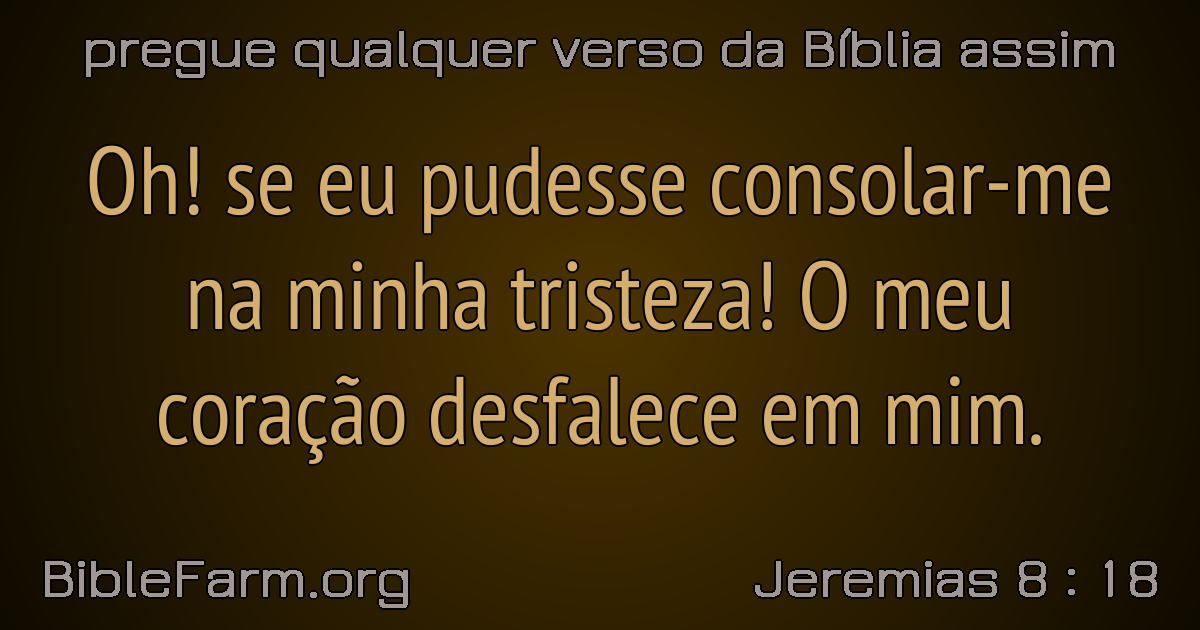 pregue qualquer verso da Bíblia assim
Oh! se eu pudesse consolar-me
na minha tristeza! O meu
coração desfalece em mim.
BibleFarm.org
Jeremias 8 : 18